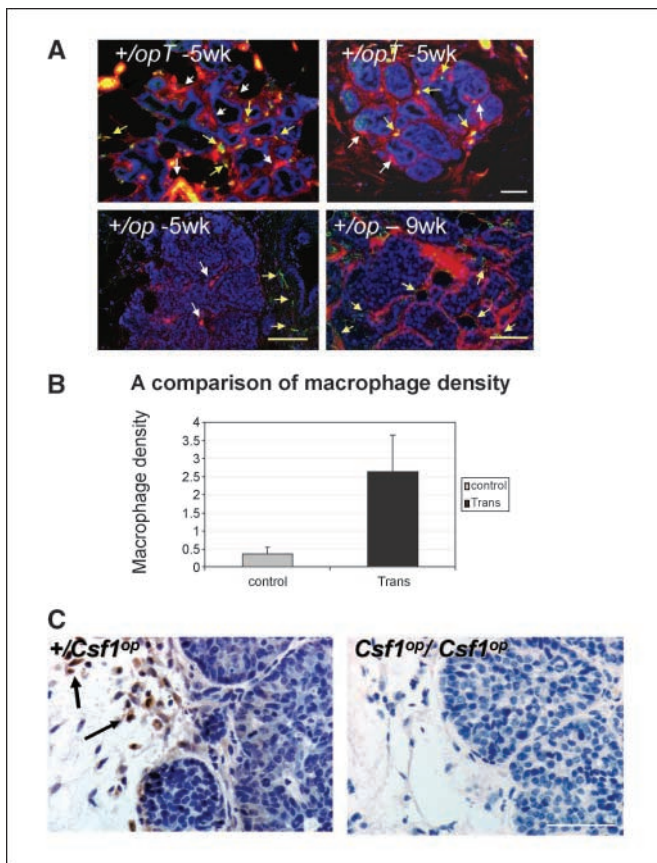 A
+/opT -5wk
+/opT -5wk
+/op -5wk
+/op – 9wk
B
A comparison of macrophage density
Macrophage density
4
3.5
3
2.5
2
1.5
1
0.5
0
control
Trans
control
Trans
C
+/Csf1op
Csf1op/ Csf1op